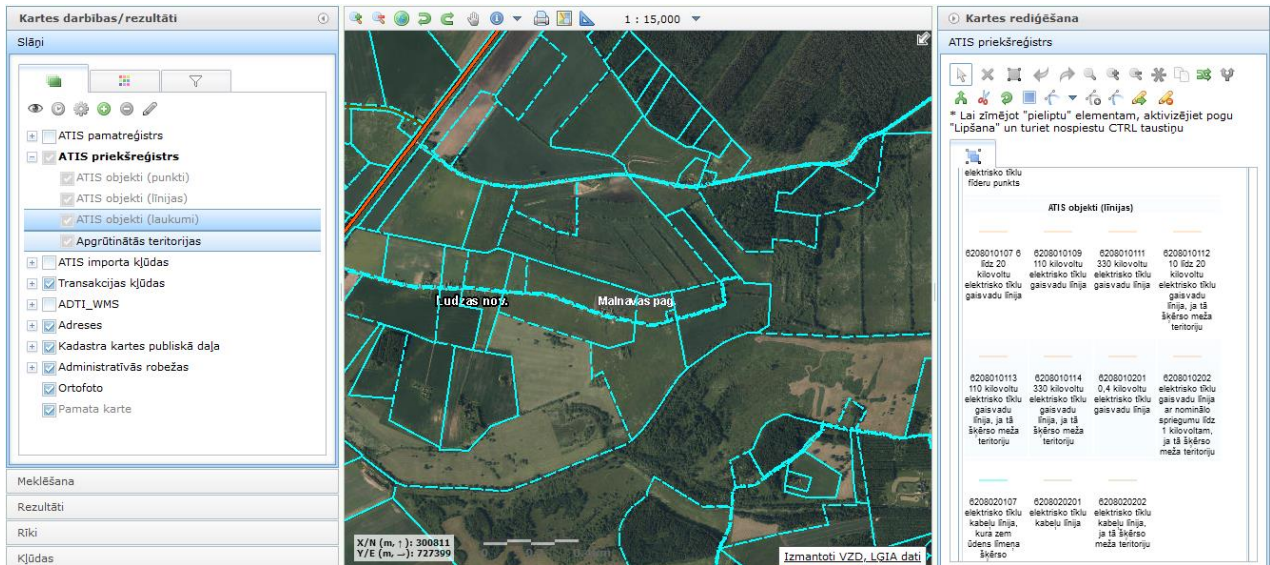 Kartes darbības/rezultāti
Slāņi
ATIS pamatreģistrs
ATIS priekšreģistrs
ATIS objekti (punkti)
ATIS objekti (līnijas)
ATIS objekti (laukumi)
Apgrūtinātās teritorijas
ATIS importa kļūdas
Transakcijas kļūdas
ADTI_WMS
Adreses
Kadastra kartes publiskā daļa
Administratīvās robežas
Ortofoto
Pamata karte
Meklēšana
Rezultāti
Rīki
Kļūdas
1 : 15,000
Ludzas nov.
Malnavas pag.
X/N (m, ↑): 300811
Y/E (m, →): 727399
Izmantoti VZD, LĢIA dati
Kartes rediģēšana
ATIS priekšreģistrs
* Lai zīmējot "pieliptu" elementam, aktivizējiet pogu
"Lipšana" un turiet nospiestu CTRL taustiņu
elektrisko tīklu
fīderu punkts
ATIS objekti (līnijas)
6208010107 6
līdz 20
kilovoltu
elektrisko tīklu
gaisvadu līnija
6208010109
110 kilovoltu
elektrisko tīklu
gaisvadu līnija
6208010111
330 kilovoltu
elektrisko tīklu
gaisvadu līnija
6208010112
10 līdz 20
kilovoltu
elektrisko tīklu
gaisvadu
līnija, ja tā
šķērso meža
teritoriju
6208010113
110 kilovoltu
elektrisko tīklu
gaisvadu
līnija, ja tā
šķērso meža
teritoriju
6208010114
330 kilovoltu
elektrisko tīklu
gaisvadu
līnija, ja tā
šķērso meža
teritoriju
6208010201
0,4 kilovoltu
elektrisko tīklu
gaisvadu līnija
6208010202
elektrisko tīklu
gaisvadu līnija
ar nominālo
spriegumu līdz
1 kilovoltam,
ja tā šķērso
meža teritoriju
6208020107
elektrisko tīklu
kabeļu līnija,
kura zem
ūdens līmeņa
šķērso
6208020201
elektrisko tīklu
kabeļu līnija
6208020202
elektrisko tīklu
kabeļu līnija,
ja tā šķērso
meža teritoriju